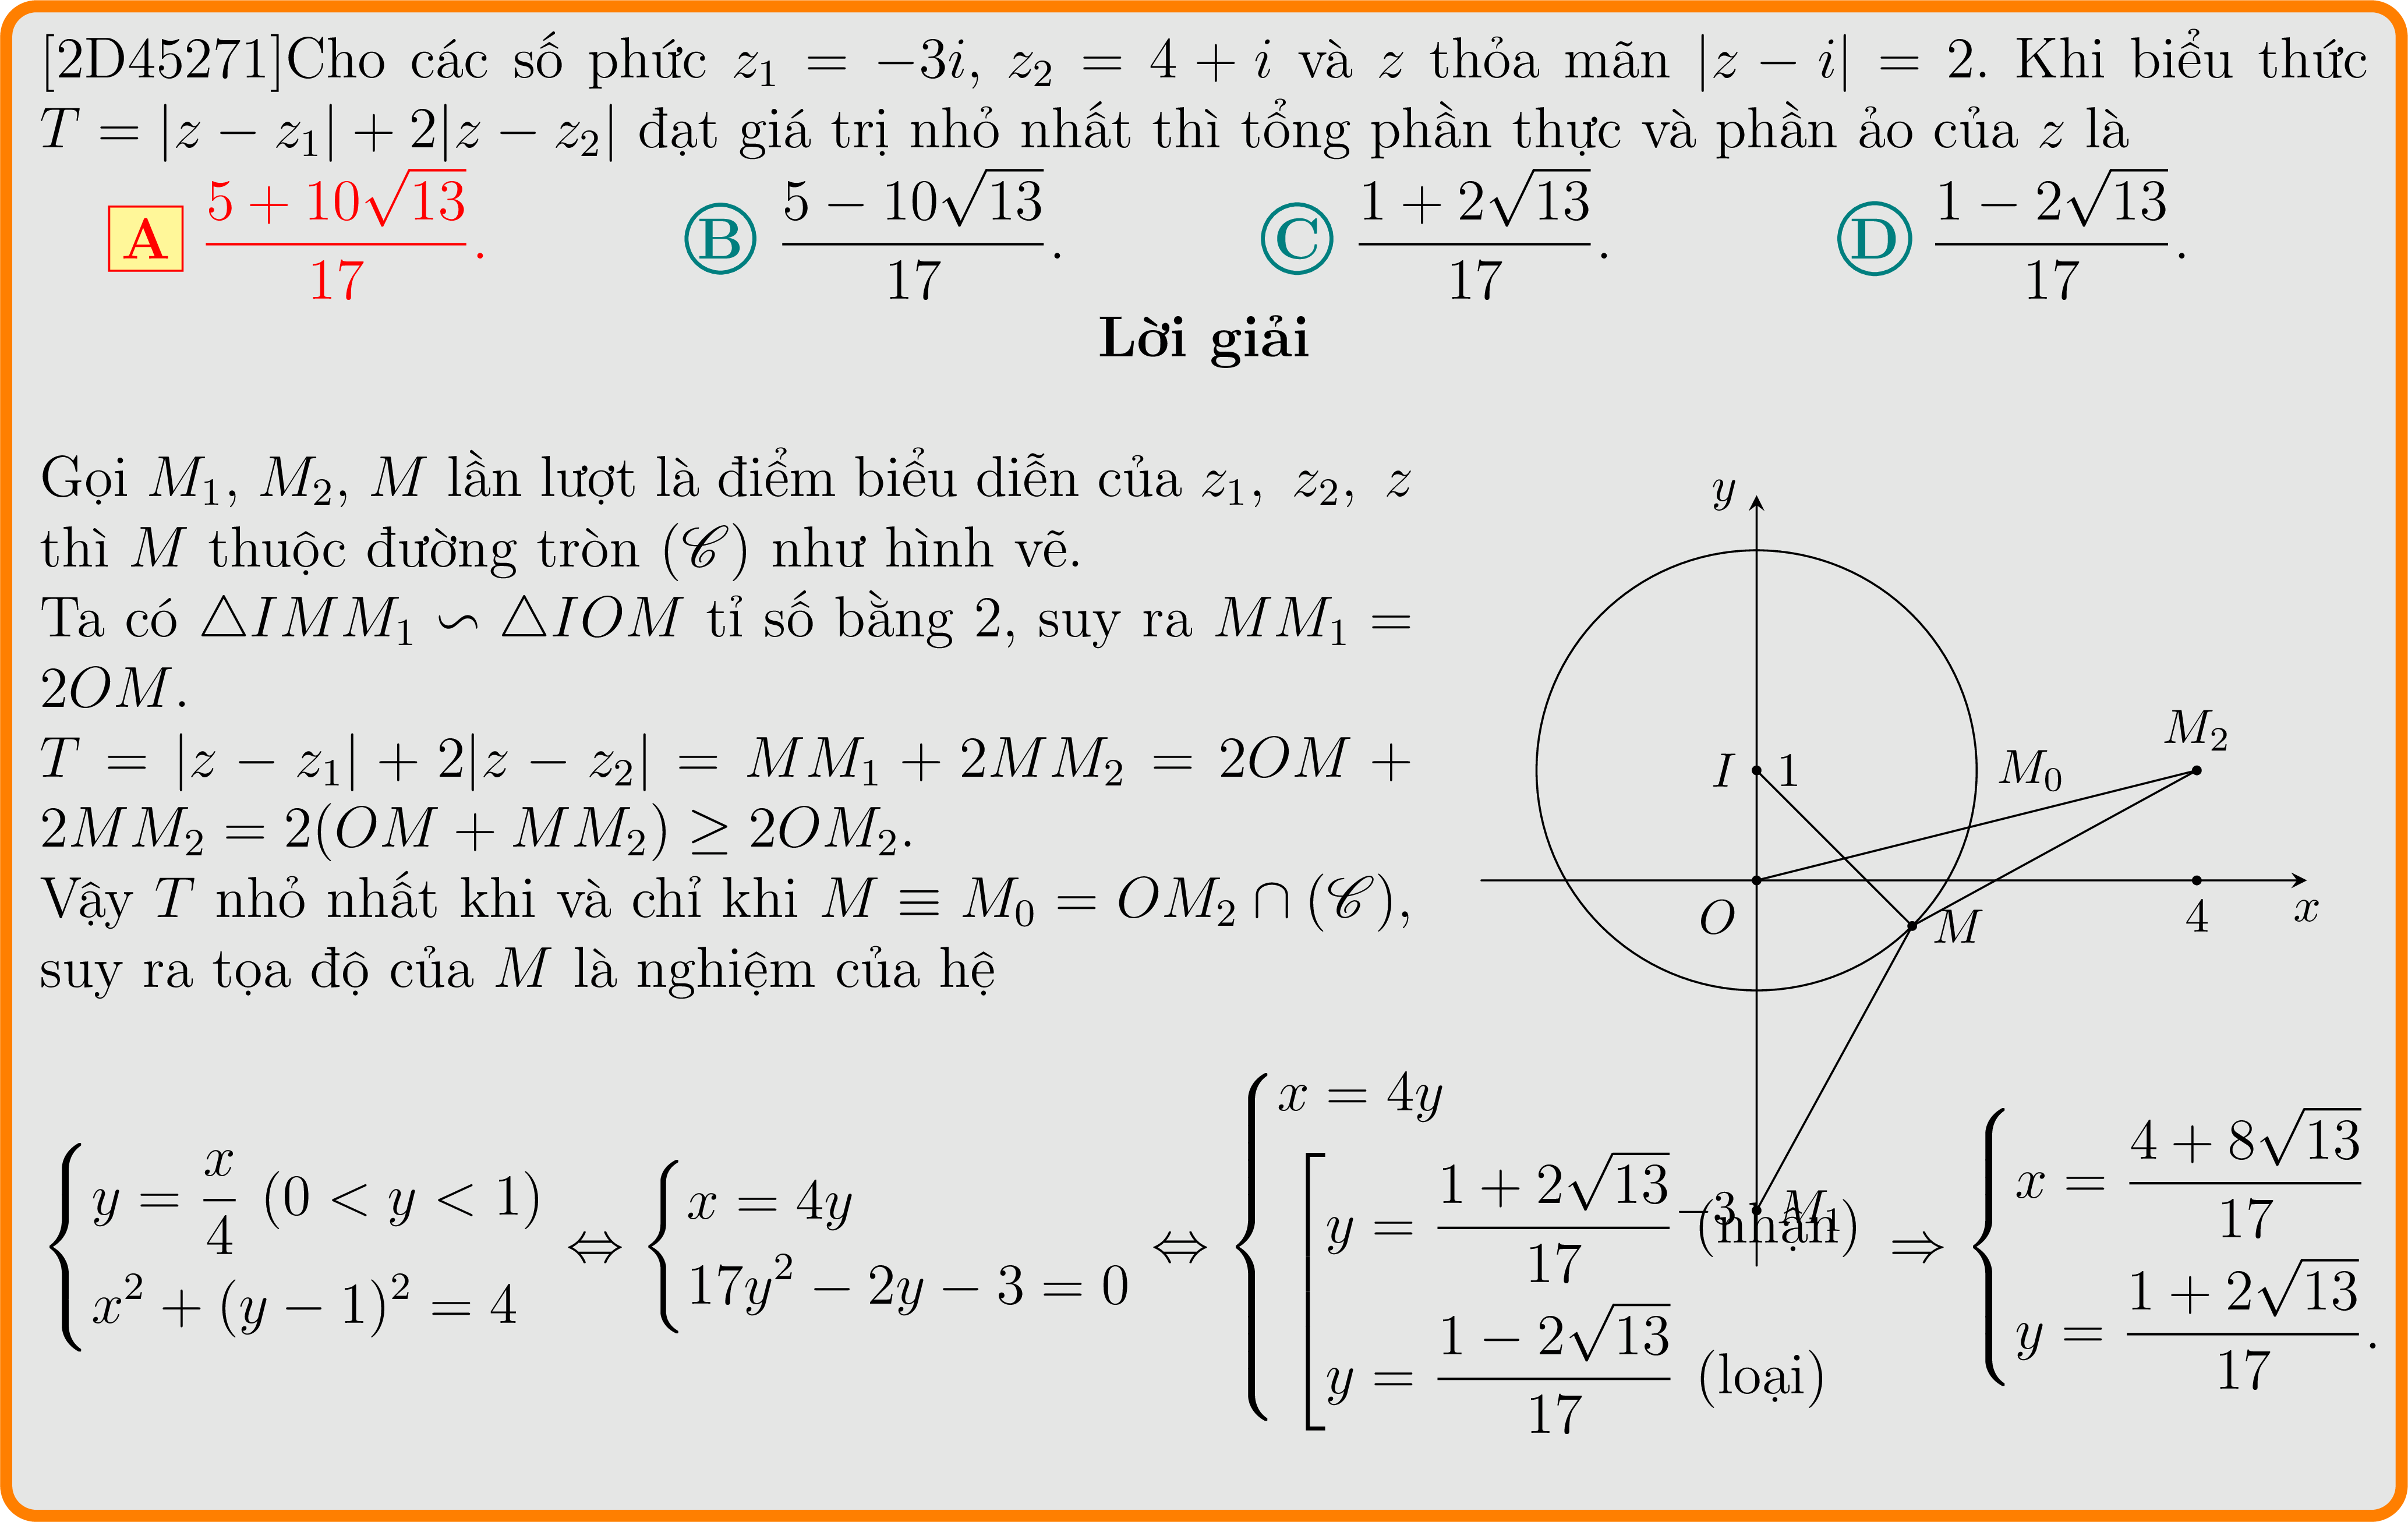 [2D45271]Cho các số phức $z_1 = -3i$, $z_2 = 4 + i$ và $z$ thỏa mãn $|z - i| = 2$. Khi biểu thức
$T = |z - z_1| + 2|z - z_2|$ đạt giá trị nhỏ nhất thì tổng phần thực và phần ảo của $z$ là
A $\dfrac{5 + 10\sqrt{13}}{17}$. B $\dfrac{5 - 10\sqrt{13}}{17}$. C $\dfrac{1 + 2\sqrt{13}}{17}$. D $\dfrac{1 - 2\sqrt{13}}{17}$.
Lời giải
Gọi $M_1$, $M_2$, $M$ lần lượt là điểm biểu diễn của $z_1$, $z_2$, $z$
thì $M$ thuộc đường tròn $(\mathscr{C})$ như hình vẽ.
Ta có $\triangle IMM_1 \backsim \triangle IOM$ tỉ số bằng 2, suy ra $MM_1 =$
$2OM$.
$T = |z - z_1| + 2|z - z_2| = MM_1 + 2MM_2 = 2OM +$
$2MM_2 = 2(OM + MM_2) \geq 2OM_2$.
Vậy $T$ nhỏ nhất khi và chỉ khi $M \equiv M_0 = OM_2 \cap (\mathscr{C})$,
suy ra tọa độ của $M$ là nghiệm của hệ
$y$
$M_2$
$I$ 1 $M_0$
$O$ $M$ 4 $x$
$-3$ $M_1$
$\begin{cases} y = \dfrac{x}{4} \ (0 < y < 1) \\ x^2 + (y - 1)^2 = 4 \end{cases} \Leftrightarrow \begin{cases} x = 4y \\ 17y^2 - 2y - 3 = 0 \end{cases} \Leftrightarrow \begin{cases} x = 4y \\ \left[\begin{array}{l} y = \dfrac{1 + 2\sqrt{13}}{17} \text{ (nhận)} \\ y = \dfrac{1 - 2\sqrt{13}}{17} \text{ (loại)} \end{array}\right. \end{cases} \Rightarrow \begin{cases} x = \dfrac{4 + 8\sqrt{13}}{17} \\ y = \dfrac{1 + 2\sqrt{13}}{17}. \end{cases}$